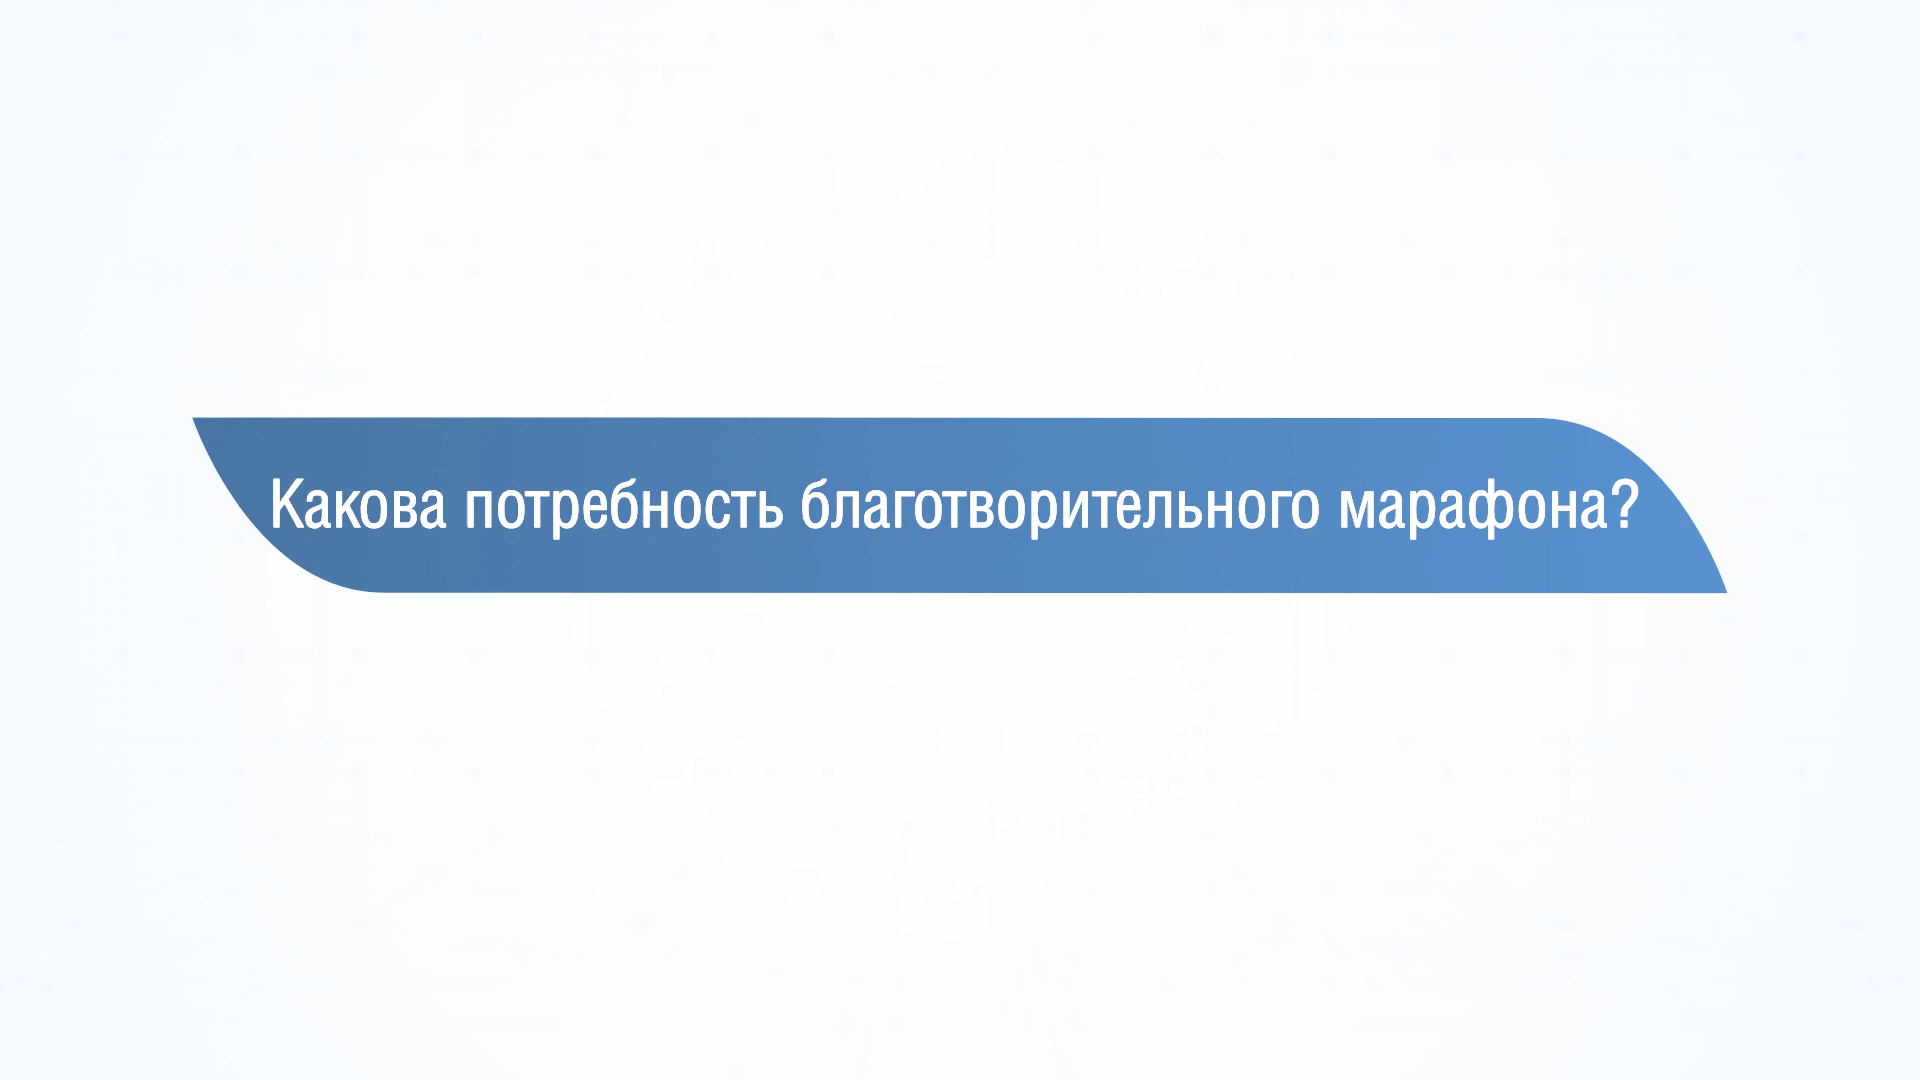 Какова потребность благотворительного марафона?